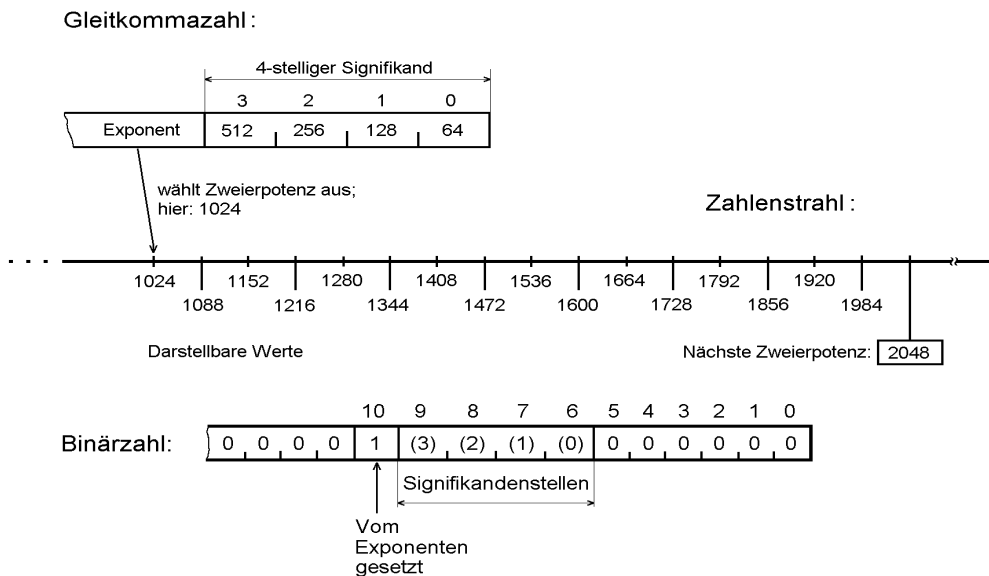 Gleitkommazahl :
4-stelliger Signifikand
3 2 1 0
Exponent 512 256 128 64
wählt Zweierpotenz aus;
hier: 1024
Zahlenstrahl :
1024 1152 1280 1408 1536 1664 1792 1920
1088 1216 1344 1472 1600 1728 1856 1984
Darstellbare Werte
Nächste Zweierpotenz: 2048
10 9 8 7 6 5 4 3 2 1 0
Binärzahl: 0 0 0 0 1 (3) (2) (1) (0) 0 0 0 0 0 0
Signifikandenstellen
Vom
Exponenten
gesetzt